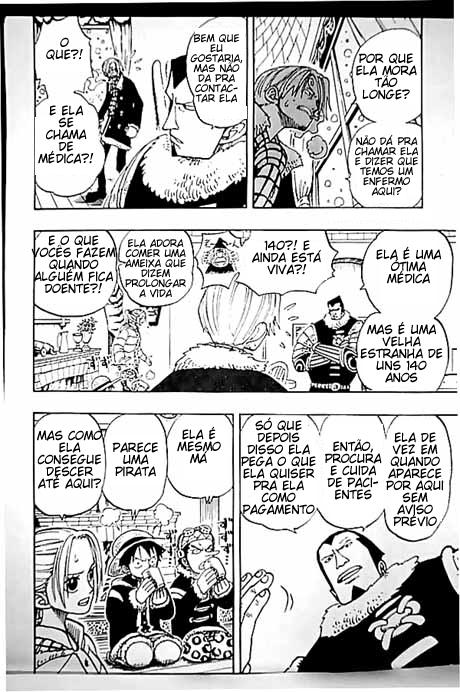 POR QUE
ELA MORA
TÃO
LONGE?
NÃO DÁ PRA
CHAMAR ELA
E DIZER QUE
TEMOS UM
ENFERMO
AQUI?
BEM QUE
EU
GOSTARIA,
MAS NÃO
DA PRA
CONTAC-
TAR ELA
O
QUE?!
E ELA
SE
CHAMA
DE
MÉDICA?!
ELA É UMA
ÓTIMA
MÉDICA
MAS É UMA
VELHA
ESTRANHA
DE UNS 140
ANOS
140?! E
AINDA ESTÁ
VIVA?!
ELA ADORA
COMER UMA
AMEIXA QUE
DIZEM
PROLONGAR
A VIDA
E O QUE
VOCÊS FAZEM
QUANDO
ALGUÉM FICA
DOENTE?!
ELA DE VEZ
EM QUANDO
APARECE
POR AQUI
SEM
AVISO
PRÉVIO
ENTÃO,
PROCURA
E CUIDA
DE PACI-
ENTES
SÓ QUE
DEPOIS
DISSO ELA
PEGA O QUE
ELA QUISER
PRA ELA
COMO
PAGAMENTO
ELA É
MESMO
MÁ
PARECE
UMA
PIRATA
MAS COMO
ELA
CONSEGUE
DESCER
ATÉ AQUI?